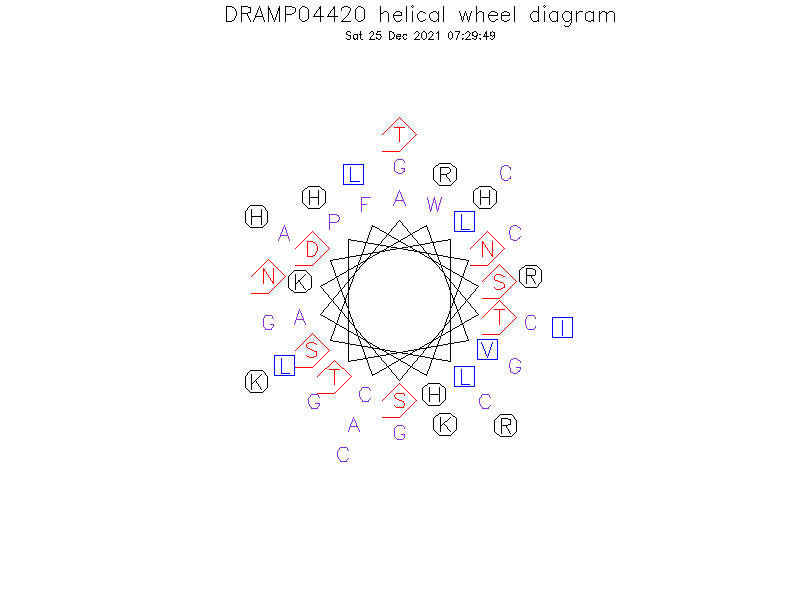 DRAMP04420 helical wheel diagram
Sat 25 Dec 2021 07:29:49
T
L G R C
H H
H P F A W L
A C
N D N
K S R
G A T C I
S V
L T L G
K G C S H C
A G K R
C